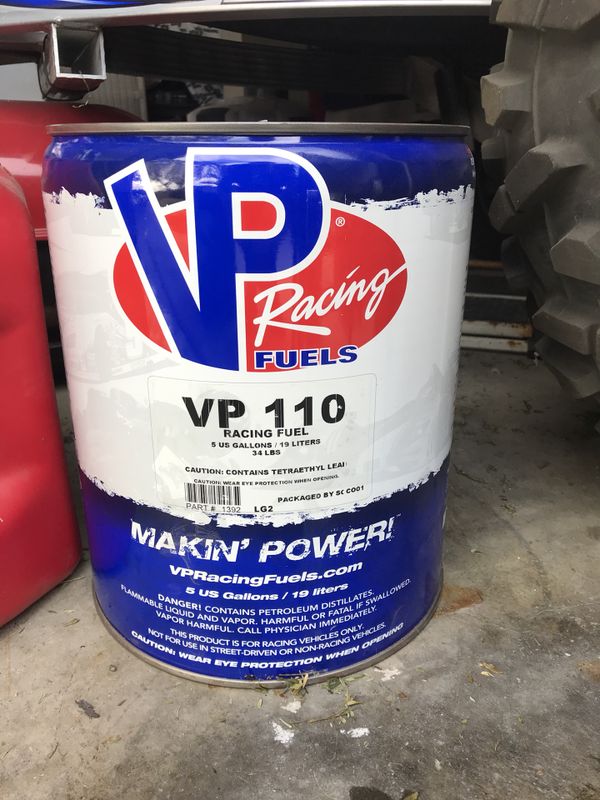 VP
Racing
®
FUELS
VP 110
RACING FUEL
5 US GALLONS / 19 LITERS
34 LBS
CAUTION: CONTAINS TETRAETHYL LEAD
CAUTION: WEAR EYE PROTECTION WHEN OPENING.
PACKAGED BY SC C001
PART # 1392 LG2
MAKIN' POWER!™
VPRacingFuels.com
5 US Gallons / 19 liters
DANGER! CONTAINS PETROLEUM DISTILLATES.
FLAMMABLE LIQUID AND VAPOR. HARMFUL OR FATAL IF SWALLOWED.
VAPOR HARMFUL. CALL PHYSICIAN IMMEDIATELY.
THIS PRODUCT IS FOR RACING VEHICLES ONLY.
NOT FOR USE IN STREET-DRIVEN OR NON-RACING VEHICLES.
CAUTION: WEAR EYE PROTECTION WHEN OPENING